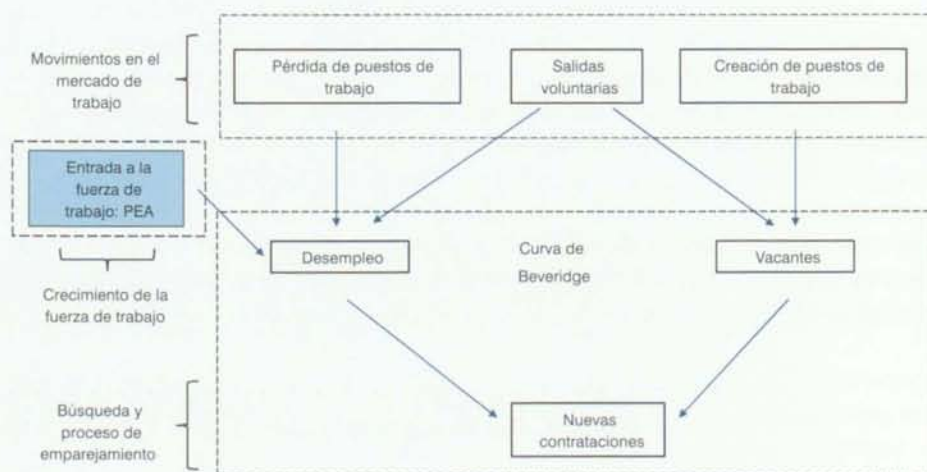 Movimientos en el
mercado de
trabajo
Pérdida de puestos de
trabajo
Salidas
voluntarias
Creación de puestos de
trabajo
Entrada a la
fuerza de
trabajo: PEA
Desempleo
Curva de
Beveridge
Vacantes
Crecimiento de la
fuerza de trabajo
Búsqueda y
proceso de
emparejamiento
Nuevas
contrataciones